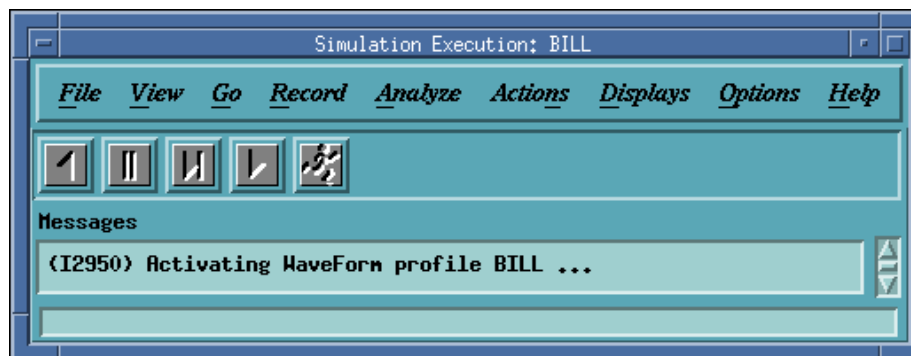 Simulation Execution: BILL
File View Go Record Analyze Actions Displays Options Help
Messages
(I2950) Activating WaveForm profile BILL ...